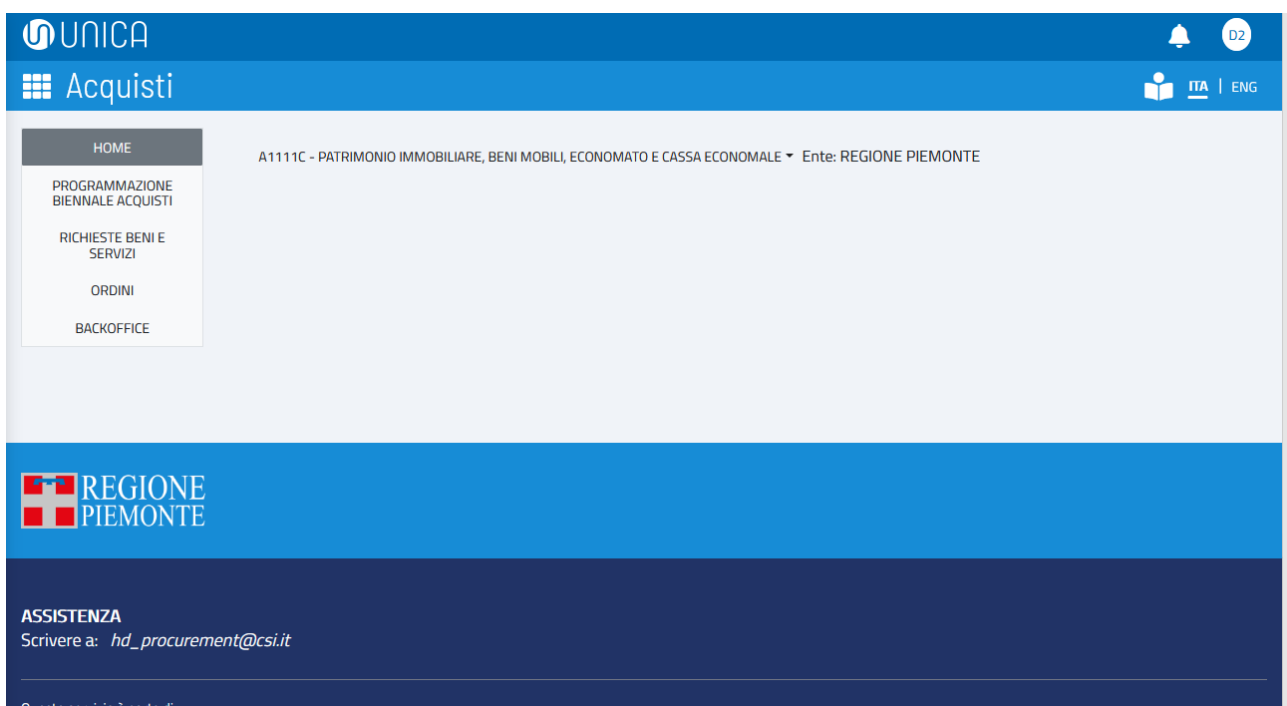 UNICA
D2
Acquisti
ITA | ENG
HOME
A1111C - PATRIMONIO IMMOBILIARE, BENI MOBILI, ECONOMATO E CASSA ECONOMALE Ente: REGIONE PIEMONTE
PROGRAMMAZIONE
BIENNALE ACQUISTI
RICHIESTE BENI E
SERVIZI
ORDINI
BACKOFFICE
REGIONE
PIEMONTE
ASSISTENZA
Scrivere a: hd_procurement@csi.it